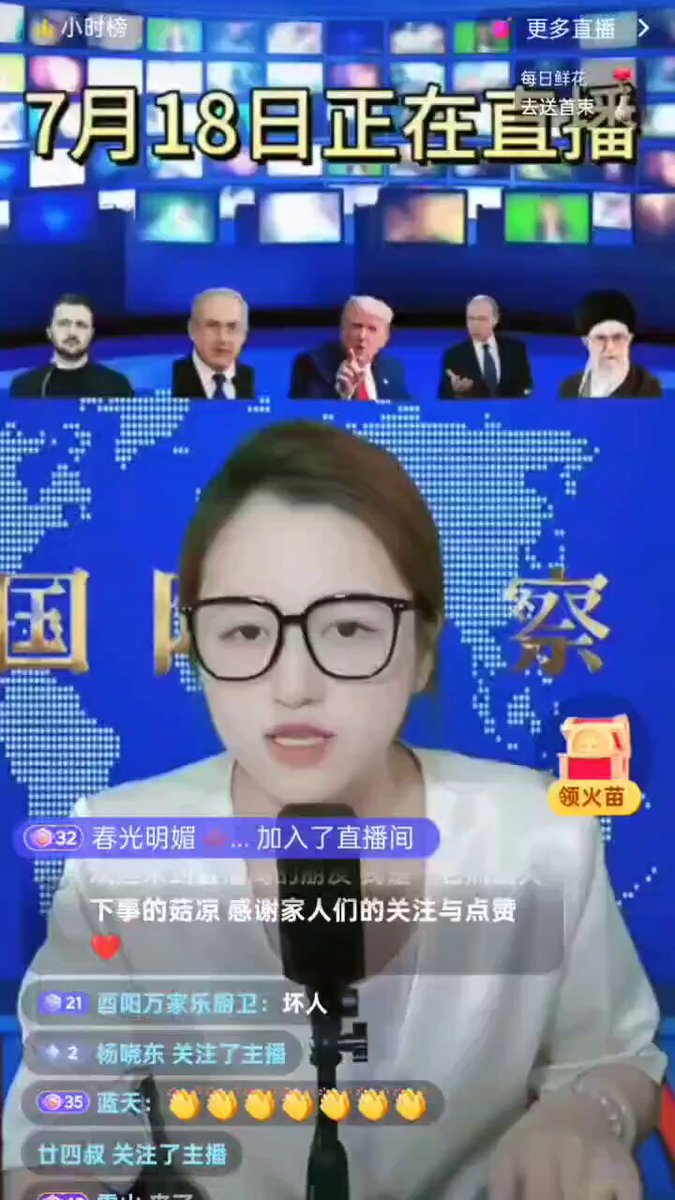 小时榜
更多直播
每日鲜花
去送首束
7月18日正在直播
国 察
领火苗
32 春光明媚 ... 加入了直播间
下事的菇凉 感谢家人们的关注与点赞
21 酉阳万家乐厨卫：坏人
2 杨晓东 关注了主播
35 蓝天：
廿四叔 关注了主播